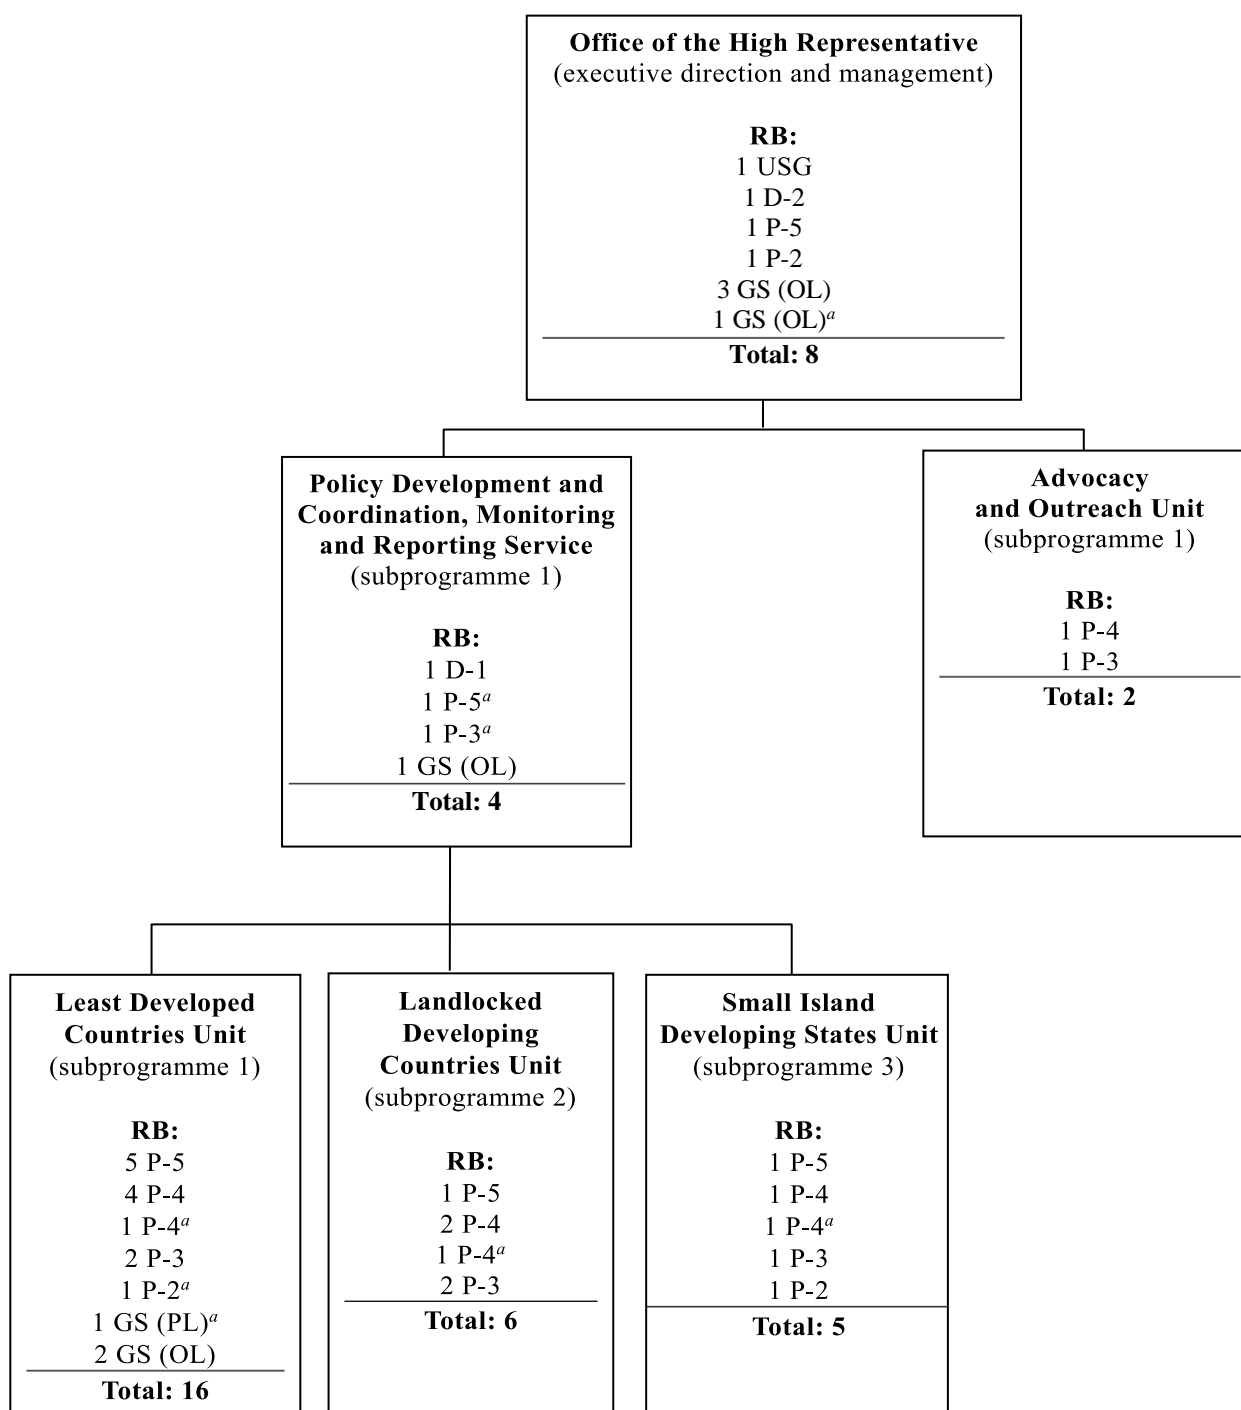 Office of the High Representative
(executive direction and management)
RB:
1 USG
1 D-2
1 P-5
1 P-2
3 GS (OL)
1 GS (OL)a
Total: 8
Policy Development and
Coordination, Monitoring
and Reporting Service
(subprogramme 1)
RB:
1 D-1
1 P-5a
1 P-3a
1 GS (OL)
Total: 4
Advocacy
and Outreach Unit
(subprogramme 1)
RB:
1 P-4
1 P-3
Total: 2
Least Developed
Countries Unit
(subprogramme 1)
RB:
5 P-5
4 P-4
1 P-4a
2 P-3
1 P-2a
1 GS (PL)a
2 GS (OL)
Total: 16
Landlocked
Developing
Countries Unit
(subprogramme 2)
RB:
1 P-5
2 P-4
1 P-4a
2 P-3
Total: 6
Small Island
Developing States Unit
(subprogramme 3)
RB:
1 P-5
1 P-4
1 P-4a
1 P-3
1 P-2
Total: 5